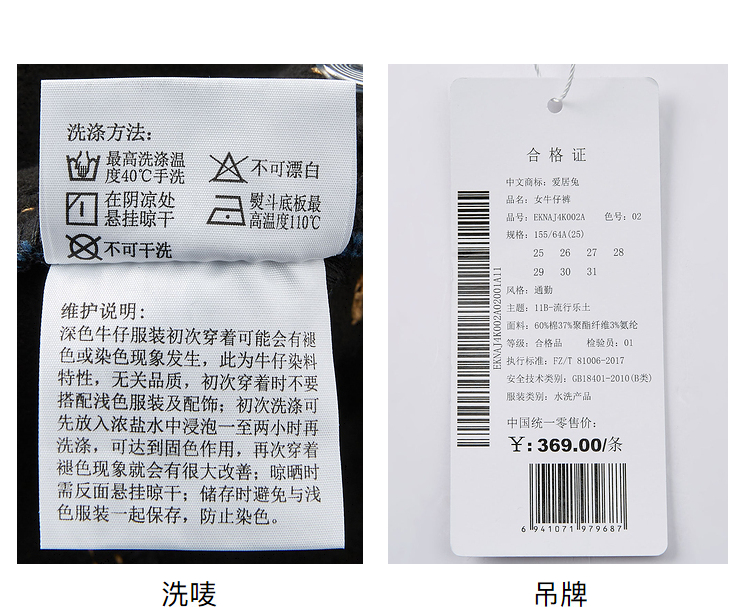 洗涤方法：
最高洗涤温
度40℃手洗
不可漂白
在阴凉处
悬挂晾干
熨斗底板最
高温度110℃
不可干洗
维护说明：
深色牛仔服装初次穿着可能会有褪
色或染色现象发生，此为牛仔染料
特性，无关品质，初次穿着时不要
搭配浅色服装及配饰；初次洗涤可
先放入浓盐水中浸泡一至两小时再
洗涤，可达到固色作用，再次穿着
褪色现象就会有很大改善；晾晒时
需反面悬挂晾干；储存时避免与浅
色服装一起保存，防止染色。
洗唛
合格证
中文商标：爱居兔
品名：女牛仔裤
品号：EKNAJ4K002A 色号：02
规格：155/64A(25)
25 26 27 28
29 30 31
风格：通勤
主题：11B-流行乐土
面料：60%棉37%聚酯纤维3%氨纶
等级：合格品 检验员：01
执行标准：FZ/T 81006-2017
安全技术类别：GB18401-2010(B类)
服装类别：水洗产品
中国统一零售价：
￥：369.00/条
EKNAJ4K002A02001A11
6 941071 979687
吊牌